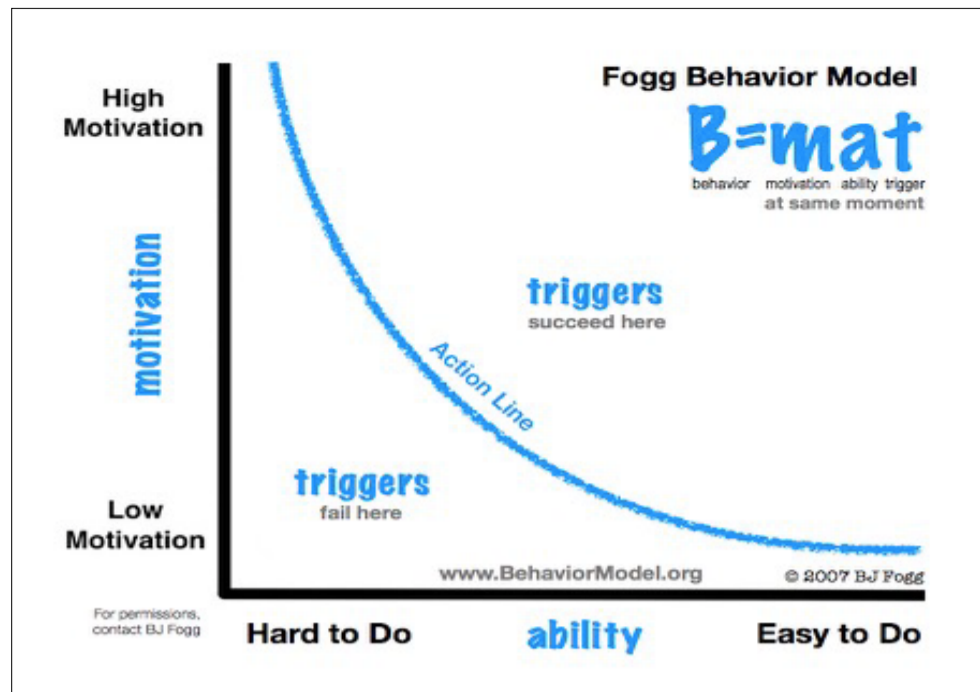 Fogg Behavior Model
B=mat
behavior motivation ability trigger
at same moment
High
Motivation
motivation
triggers
succeed here
Action Line
triggers
fail here
Low
Motivation
www.BehaviorModel.org
© 2007 BJ Fogg
For permissions,
contact BJ Fogg
Hard to Do
ability
Easy to Do